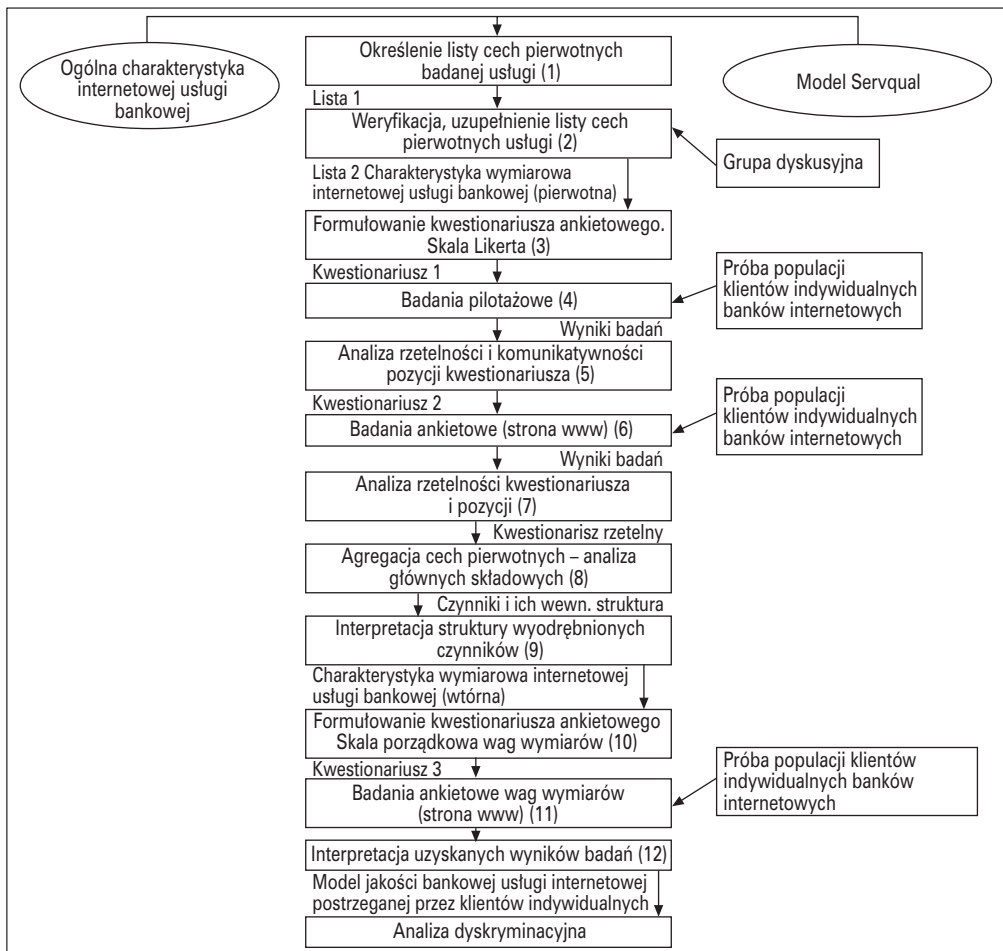 Ogólna charakterystyka
internetowej usługi
bankowej
Określenie listy cech pierwotnych
badanej usługi (1)
Model Servqual
Lista 1
Weryfikacja, uzupełnienie listy cech
pierwotnych usługi (2)
Grupa dyskusyjna
Lista 2 Charakterystyka wymiarowa
internetowej usługi bankowej (pierwotna)
Formułowanie kwestionariusza ankietowego.
Skala Likerta (3)
Kwestionariusz 1
Badania pilotażowe (4)
Próba populacji
klientów indywidualnych
banków internetowych
Wyniki badań
Analiza rzetelności i komunikatywności
pozycji kwestionariusza (5)
Kwestionariusz 2
Badania ankietowe (strona www) (6)
Próba populacji
klientów indywidualnych
banków internetowych
Wyniki badań
Analiza rzetelności kwestionariusza
i pozycji (7)
Kwestionarisz rzetelny
Agregacja cech pierwotnych – analiza
głównych składowych (8)
Czynniki i ich wewn. struktura
Interpretacja struktury wyodrębnionych
czynników (9)
Charakterystyka wymiarowa internetowej
usługi bankowej (wtórna)
Formułowanie kwestionariusza ankietowego
Skala porządkowa wag wymiarów (10)
Kwestionariusz 3
Badania ankietowe wag wymiarów
(strona www) (11)
Próba populacji klientów
indywidualnych banków
internetowych
Interpretacja uzyskanych wyników badań (12)
Model jakości bankowej usługi internetowej
postrzeganej przez klientów indywidualnych
Analiza dyskryminacyjna